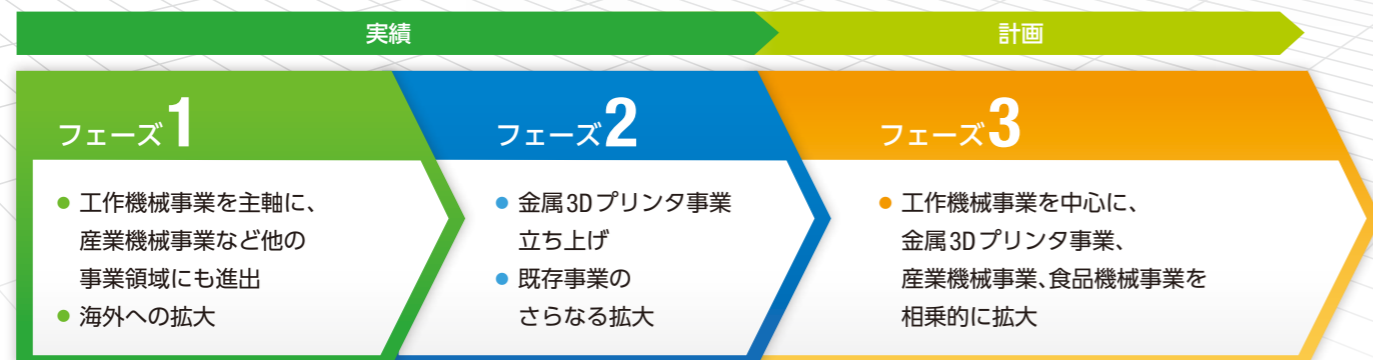 実績
計画
フェーズ1
● 工作機械事業を主軸に、
産業機械事業など他の
事業領域にも進出
● 海外への拡大
フェーズ2
● 金属3Dプリンタ事業
立ち上げ
● 既存事業の
さらなる拡大
フェーズ3
● 工作機械事業を中心に、
金属3Dプリンタ事業、
産業機械事業、食品機械事業を
相乗的に拡大